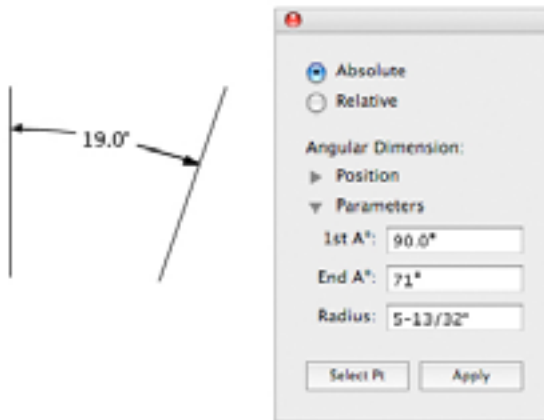 19.0°
Absolute
Relative
Angular Dimension:
Position
Parameters
1st A°: 90.0°
End A°: 71°
Radius: 5-13/32"
Select Pt Apply